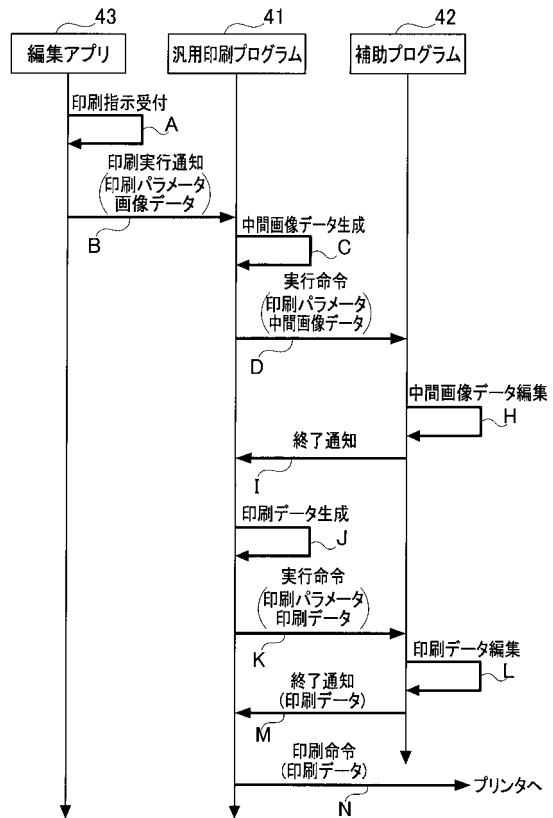 43
41
42
編集アプリ
汎用印刷プログラム
補助プログラム
印刷指示受付
A
印刷実行通知
(印刷パラメータ
画像データ)
B
中間画像データ生成
C
実行命令
(印刷パラメータ
中間画像データ)
D
中間画像データ編集
H
終了通知
I
印刷データ生成
J
実行命令
(印刷パラメータ
印刷データ)
K
印刷データ編集
L
終了通知
(印刷データ)
M
印刷命令
(印刷データ)
プリンタへ
N